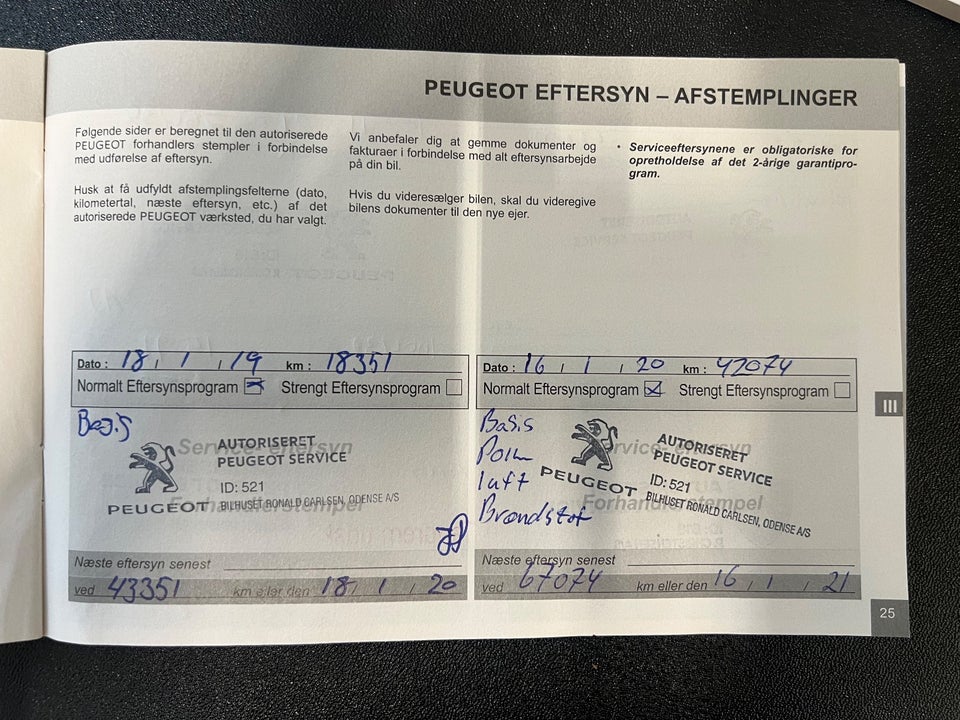 PEUGEOT EFTERSYN – AFSTEMPLINGER
Følgende sider er beregnet til den autoriserede
PEUGEOT forhandlers stempler i forbindelse
med udførelse af eftersyn.
Husk at få udfyldt afstemplingsfelterne (dato,
kilometertal, næste eftersyn, etc.) af det
autoriserede PEUGEOT værksted, du har valgt.
Vi anbefaler dig at gemme dokumenter og
fakturaer i forbindelse med alt eftersynsarbejde
på din bil.
Hvis du videresælger bilen, skal du videregive
bilens dokumenter til den nye ejer.
• Serviceeftersynene er obligatoriske for
opretholdelse af det 2-årige garantipro-
gram.
Dato : 18 / 1 / 19 km : 18351
Normalt Eftersynsprogram Strengt Eftersynsprogram
Basis
Service- eftersyn
AUTORISERET
PEUGEOT SERVICE
ID: 521
PEUGEOT BILHUSET RONALD CARLSEN, ODENSE A/S
Forhandlerstempel
Næste eftersyn senest
ved 43351 km eller den 18 / 1 / 20
Dato : 16 / 1 / 20 km : 42074
Normalt Eftersynsprogram Strengt Eftersynsprogram
Basis
luft
Brændstof
Service- eftersyn
AUTORISERET
PEUGEOT SERVICE
ID: 521
PEUGEOT BILHUSET RONALD CARLSEN, ODENSE A/S
Forhandlerstempel
Næste eftersyn senest
ved 67074 km eller den 16 / 1 / 21
III
25